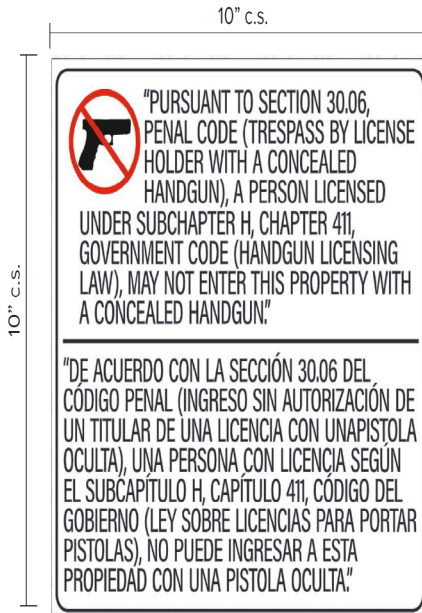 10” c.s.
10” c.s.
“PURSUANT TO SECTION 30.06,
PENAL CODE (TRESPASS BY LICENSE
HOLDER WITH A CONCEALED
HANDGUN), A PERSON LICENSED
UNDER SUBCHAPTER H, CHAPTER 411,
GOVERNMENT CODE (HANDGUN LICENSING
LAW), MAY NOT ENTER THIS PROPERTY WITH
A CONCEALED HANDGUN.”
“DE ACUERDO CON LA SECCIÓN 30.06 DEL
CÓDIGO PENAL (INGRESO SIN AUTORIZACIÓN DE
UN TITULAR DE UNA LICENCIA CON UNAPISTOLA
OCULTA), UNA PERSONA CON LICENCIA SEGÚN
EL SUBCAPÍTULO H, CAPÍTULO 411, CÓDIGO DEL
GOBIERNO (LEY SOBRE LICENCIAS PARA PORTAR
PISTOLAS), NO PUEDE INGRESAR A ESTA
PROPIEDAD CON UNA PISTOLA OCULTA.”